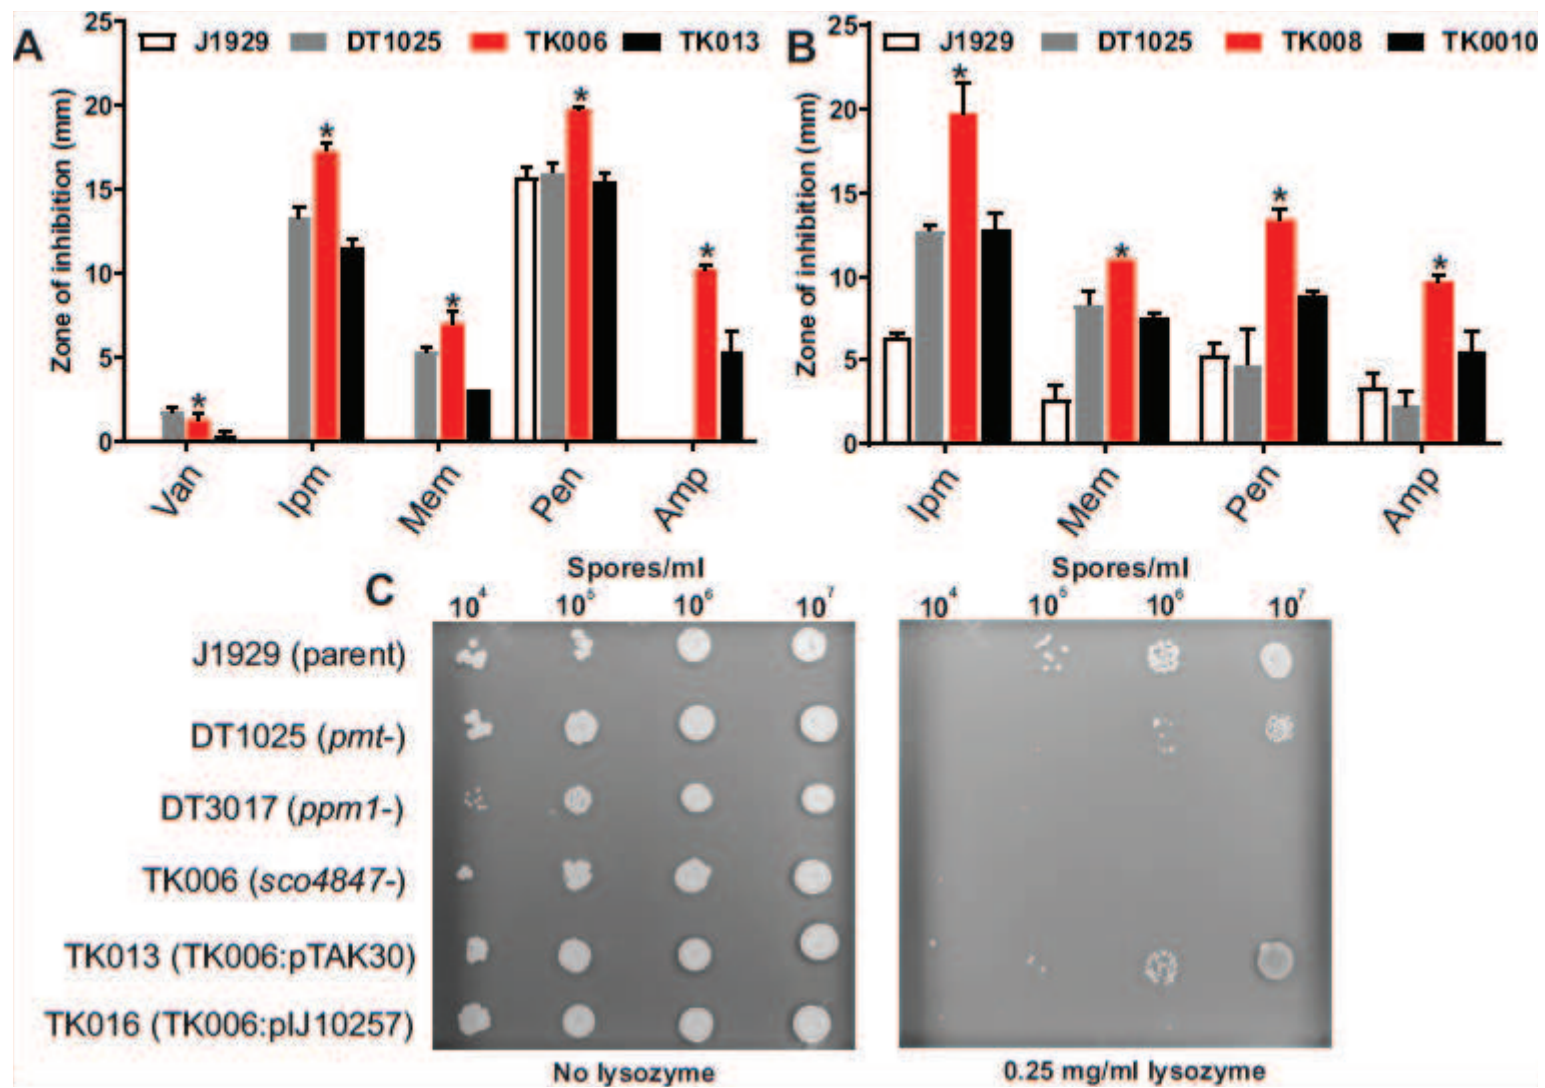 A
J1929 DT1025 TK006 TK013
Zone of inhibition (mm)
25
20
15
10
5
0
Van Ipm Mem Pen Amp
B
J1929 DT1025 TK008 TK0010
Zone of inhibition (mm)
25
20
15
10
5
0
Ipm Mem Pen Amp
* * * * *
* * * *
C
Spores/ml
10⁴ 10⁵ 10⁶ 10⁷
Spores/ml
10⁴ 10⁵ 10⁶ 10⁷
J1929 (parent)
DT1025 (pmt-)
DT3017 (ppm1-)
TK006 (sco4847-)
TK013 (TK006:pTAK30)
TK016 (TK006:pIJ10257)
No lysozyme
0.25 mg/ml lysozyme